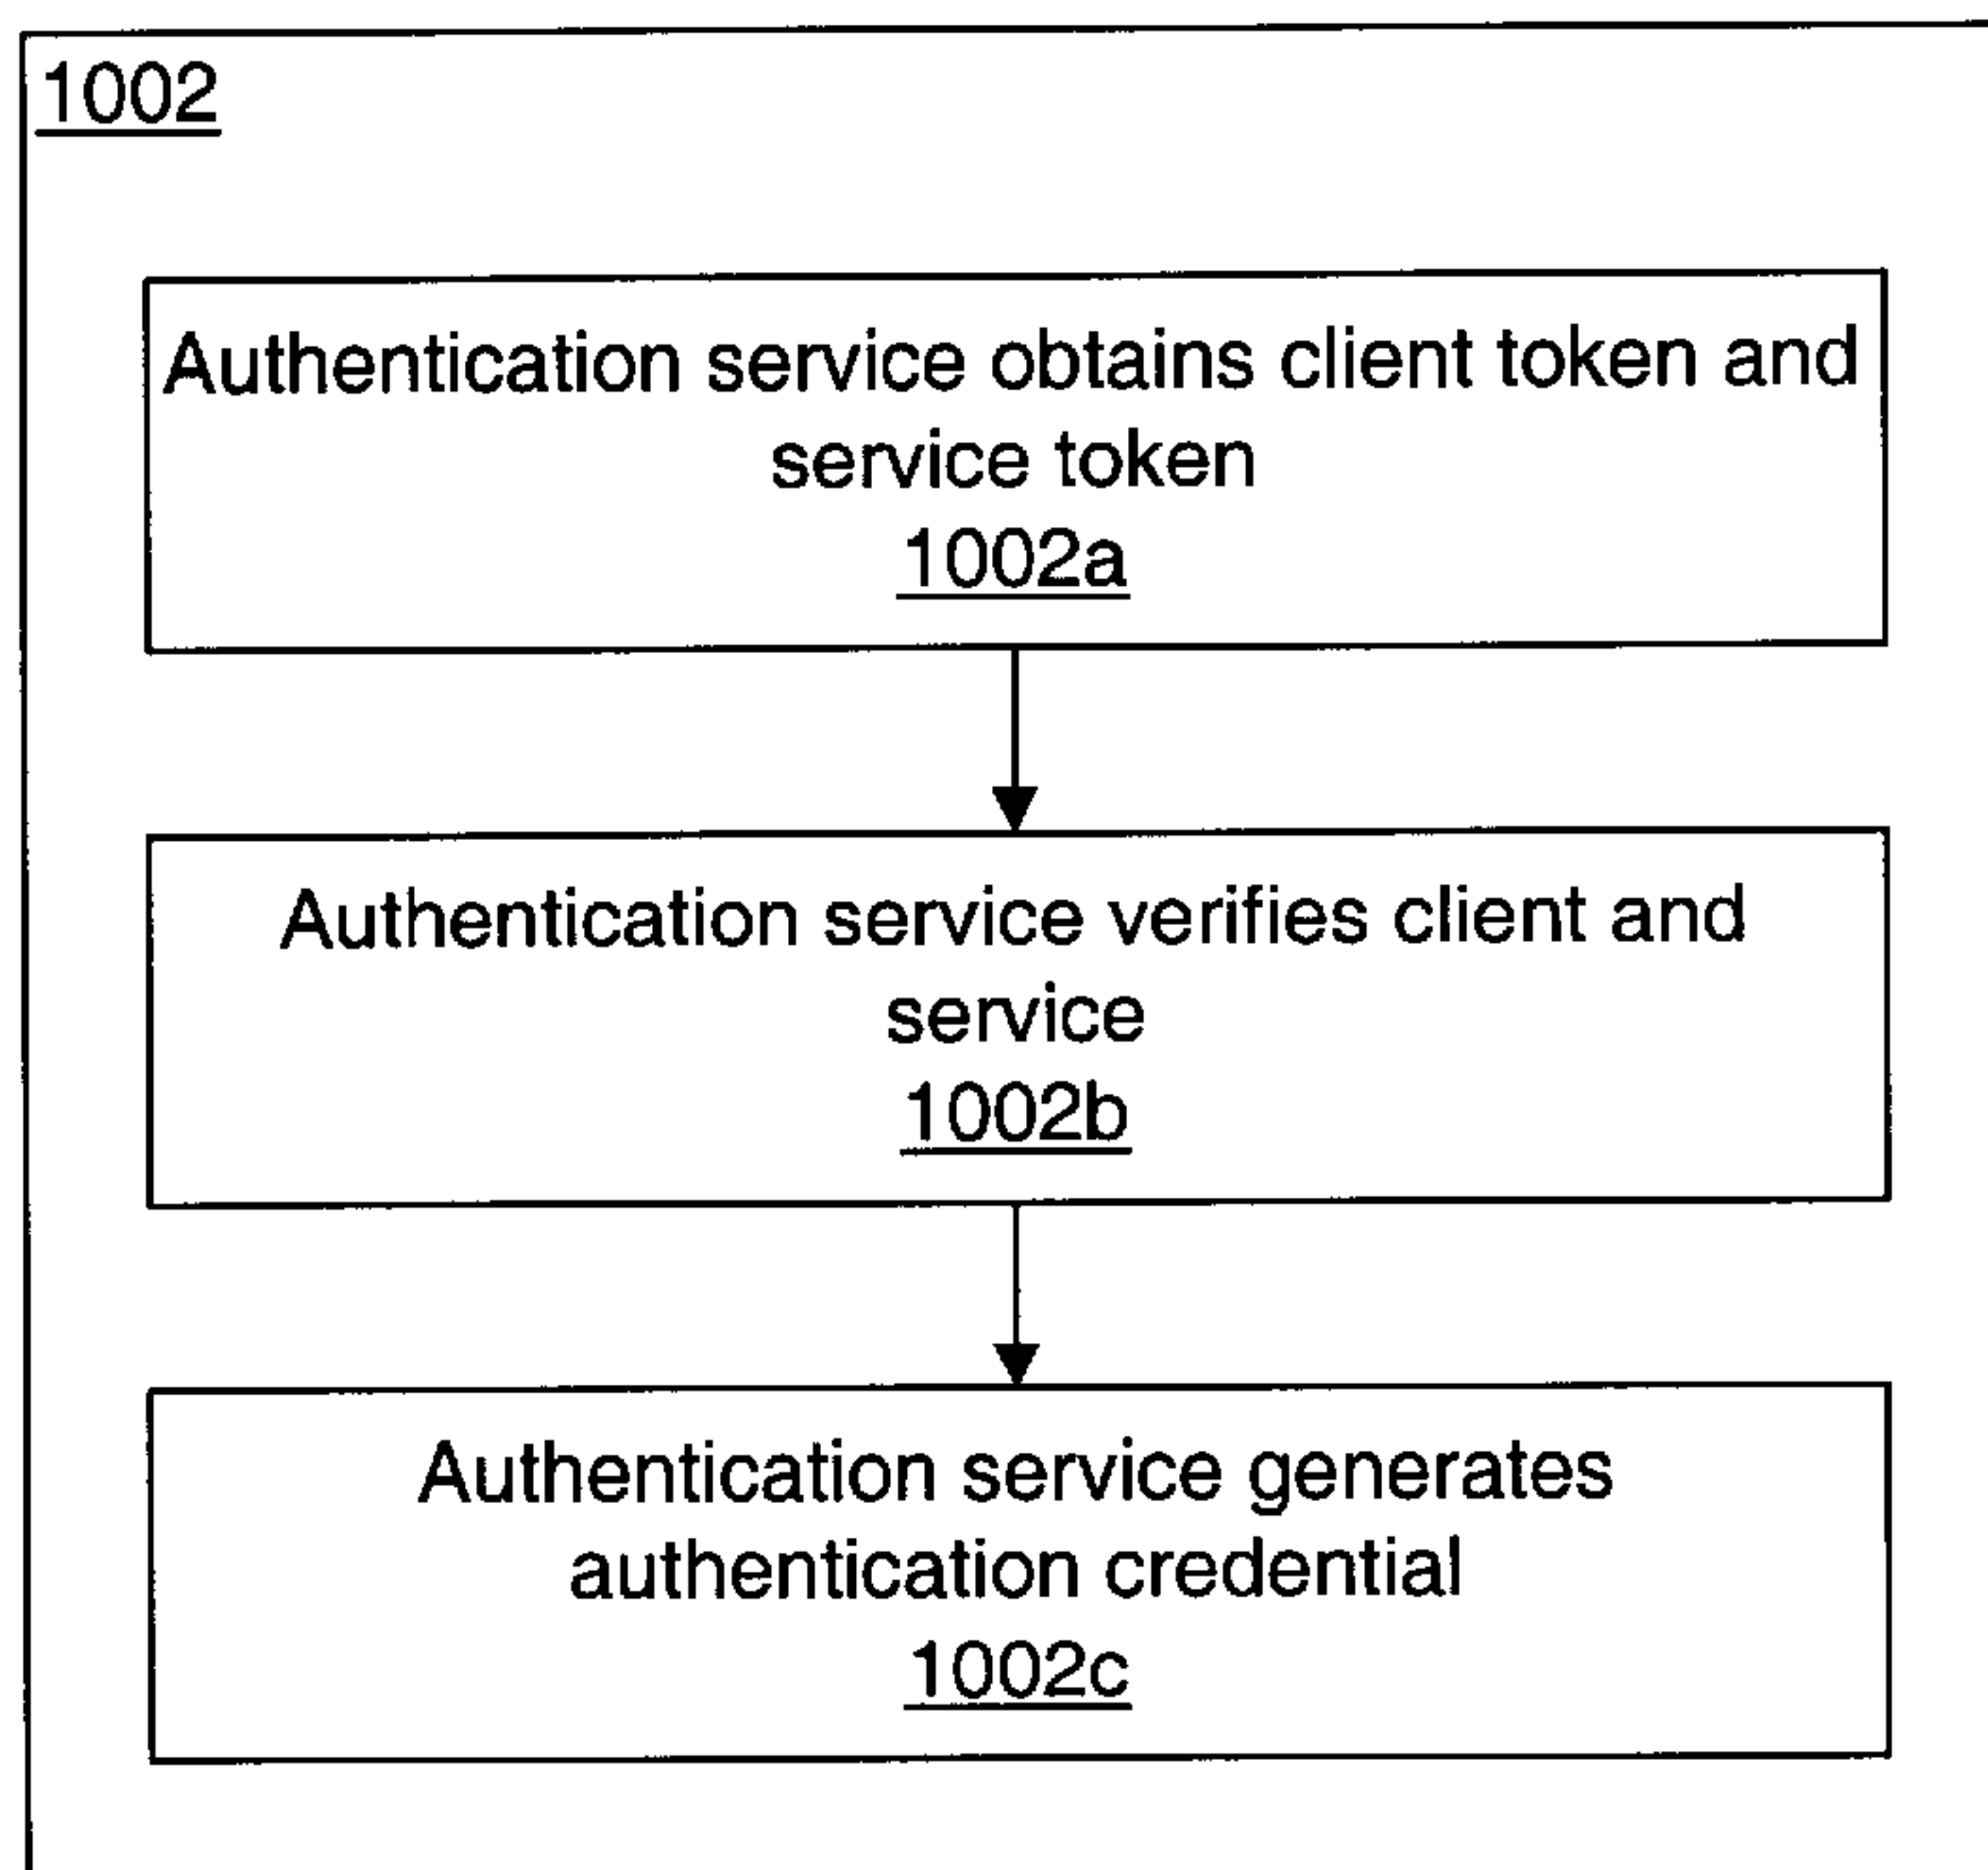 1002
Authentication service obtains client token and
service token
1002a
Authentication service verifies client and
service
1002b
Authentication service generates
authentication credential
1002c